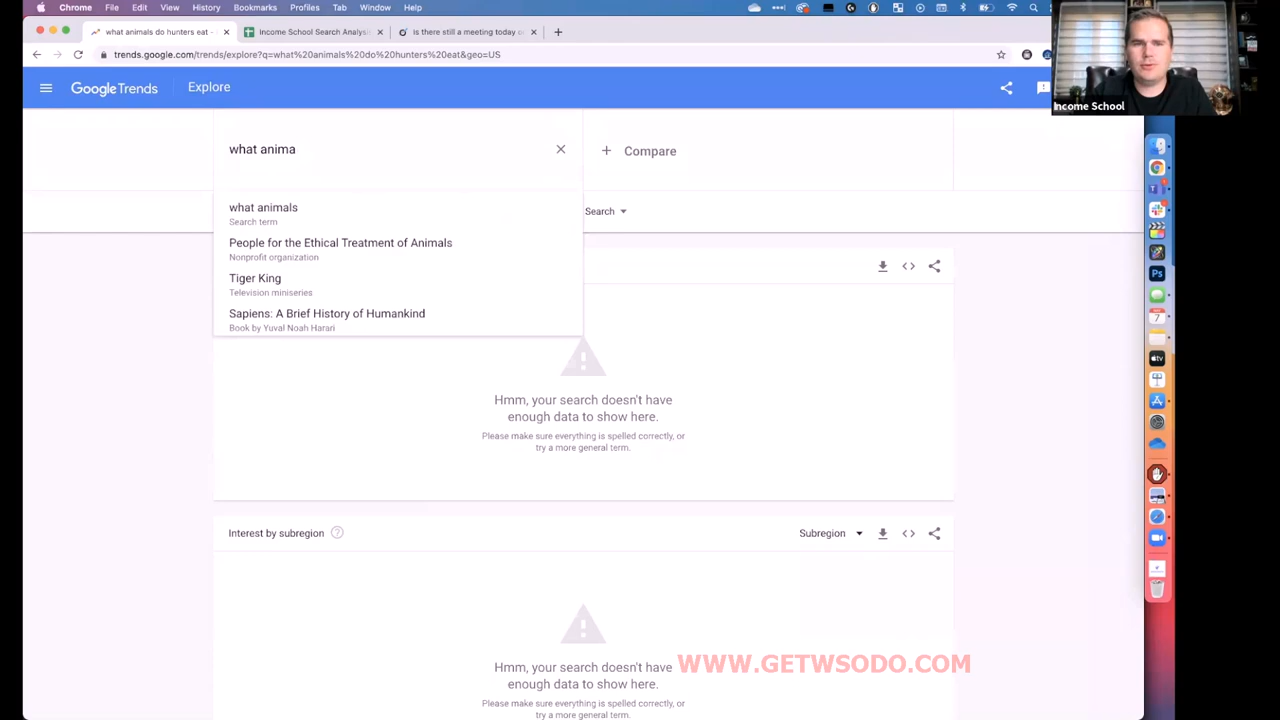 Chrome File Edit View History Bookmarks Profiles Tab Window Help
what animals do hunters eat -
Income School Search Analysi
is there still a meeting today o
trends.google.com/trends/explore?q=what%20animals%20do%20hunters%20eat&geo=US
Google Trends
Explore
Income School
what anima
+ Compare
what animals
Search term
People for the Ethical Treatment of Animals
Nonprofit organization
Tiger King
Television miniseries
Sapiens: A Brief History of Humankind
Book by Yuval Noah Harari
Search
Hmm, your search doesn't have
enough data to show here.
Please make sure everything is spelled correctly, or
try a more general term.
Interest by subregion
Subregion
Hmm, your search doesn't have
enough data to show here.
Please make sure everything is spelled correctly, or
try a more general term.
WWW.GETWSODO.COM